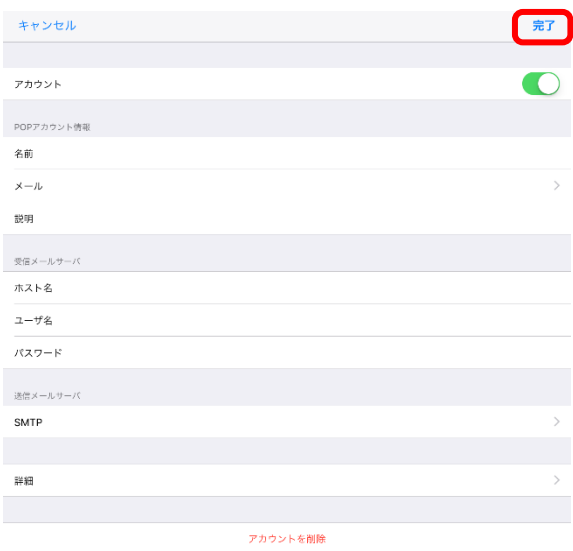 キャンセル 完了
アカウント
POPアカウント情報
名前
メール
説明
受信メールサーバ
ホスト名
ユーザ名
パスワード
送信メールサーバ
SMTP
詳細
アカウントを削除